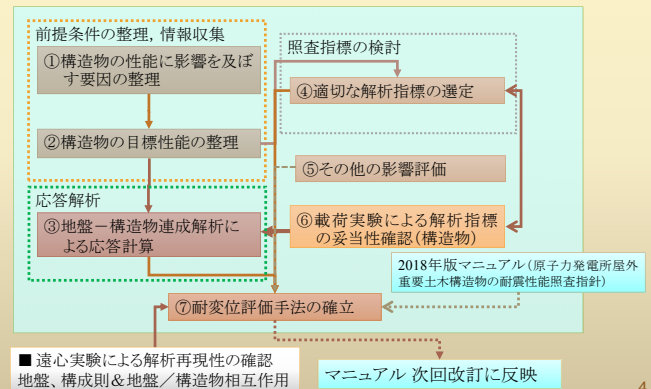 前提条件の整理, 情報収集
①構造物の性能に影響を及ぼ
す要因の整理
②構造物の目標性能の整理
照査指標の検討
④適切な解析指標の選定
⑤その他の影響評価
応答解析
③地盤－構造物連成解析に
よる応答計算
⑥載荷実験による解析指標
の妥当性確認（構造物）
2018年版マニュアル（原子力発電所屋外
重要土木構造物の耐震性能照査指針）
⑦耐変位評価手法の確立
■ 遠心実験による解析再現性の確認
地盤、構成則＆地盤／構造物相互作用
マニュアル 次回改訂に反映
4